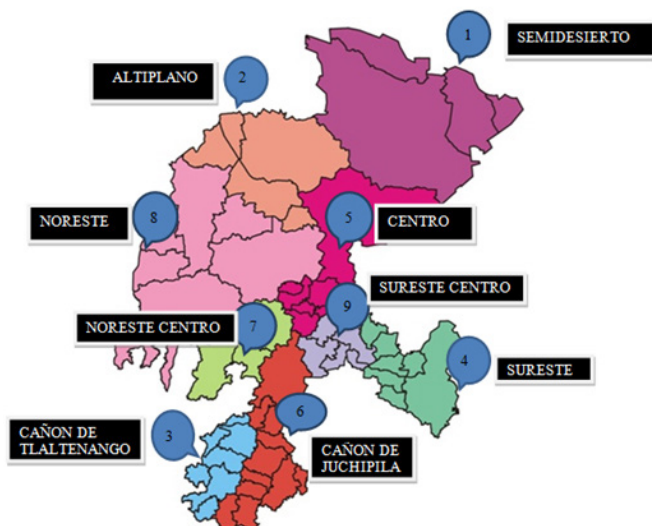 1
SEMIDESIERTO
2
ALTIPLANO
8
NORESTE
5
CENTRO
9
SURESTE CENTRO
7
NORESTE CENTRO
4
SURESTE
3
CAÑON DE
TLALTENANGO
6
CAÑON DE
JUCHIPILA